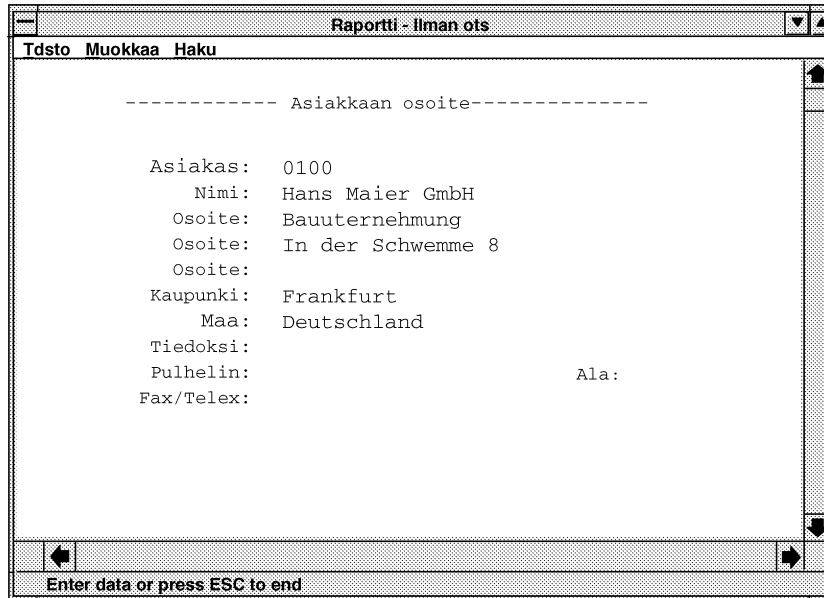 Raportti - Ilman ots
Tdsto Muokkaa Haku
------------ Asiakkaan osoite--------------
Asiakas: 0100
Nimi: Hans Maier GmbH
Osoite: Bauuternehmung
Osoite: In der Schwemme 8
Osoite:
Kaupunki: Frankfurt
Maa: Deutschland
Tiedoksi:
Pulhelin: Ala:
Fax/Telex:
Enter data or press ESC to end